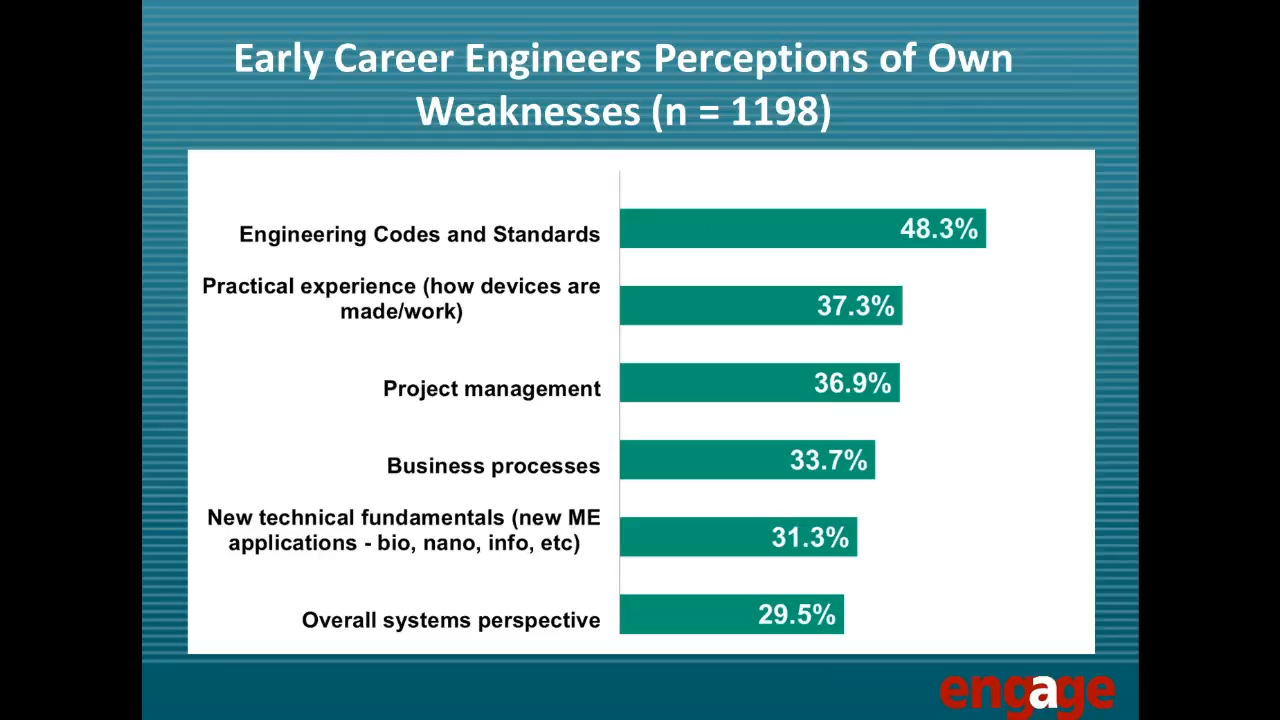 Early Career Engineers Perceptions of Own
Weaknesses (n = 1198)
Engineering Codes and Standards
48.3%
Practical experience (how devices are
made/work)
37.3%
Project management
36.9%
Business processes
33.7%
New technical fundamentals (new ME
applications - bio, nano, info, etc)
31.3%
Overall systems perspective
29.5%
engage